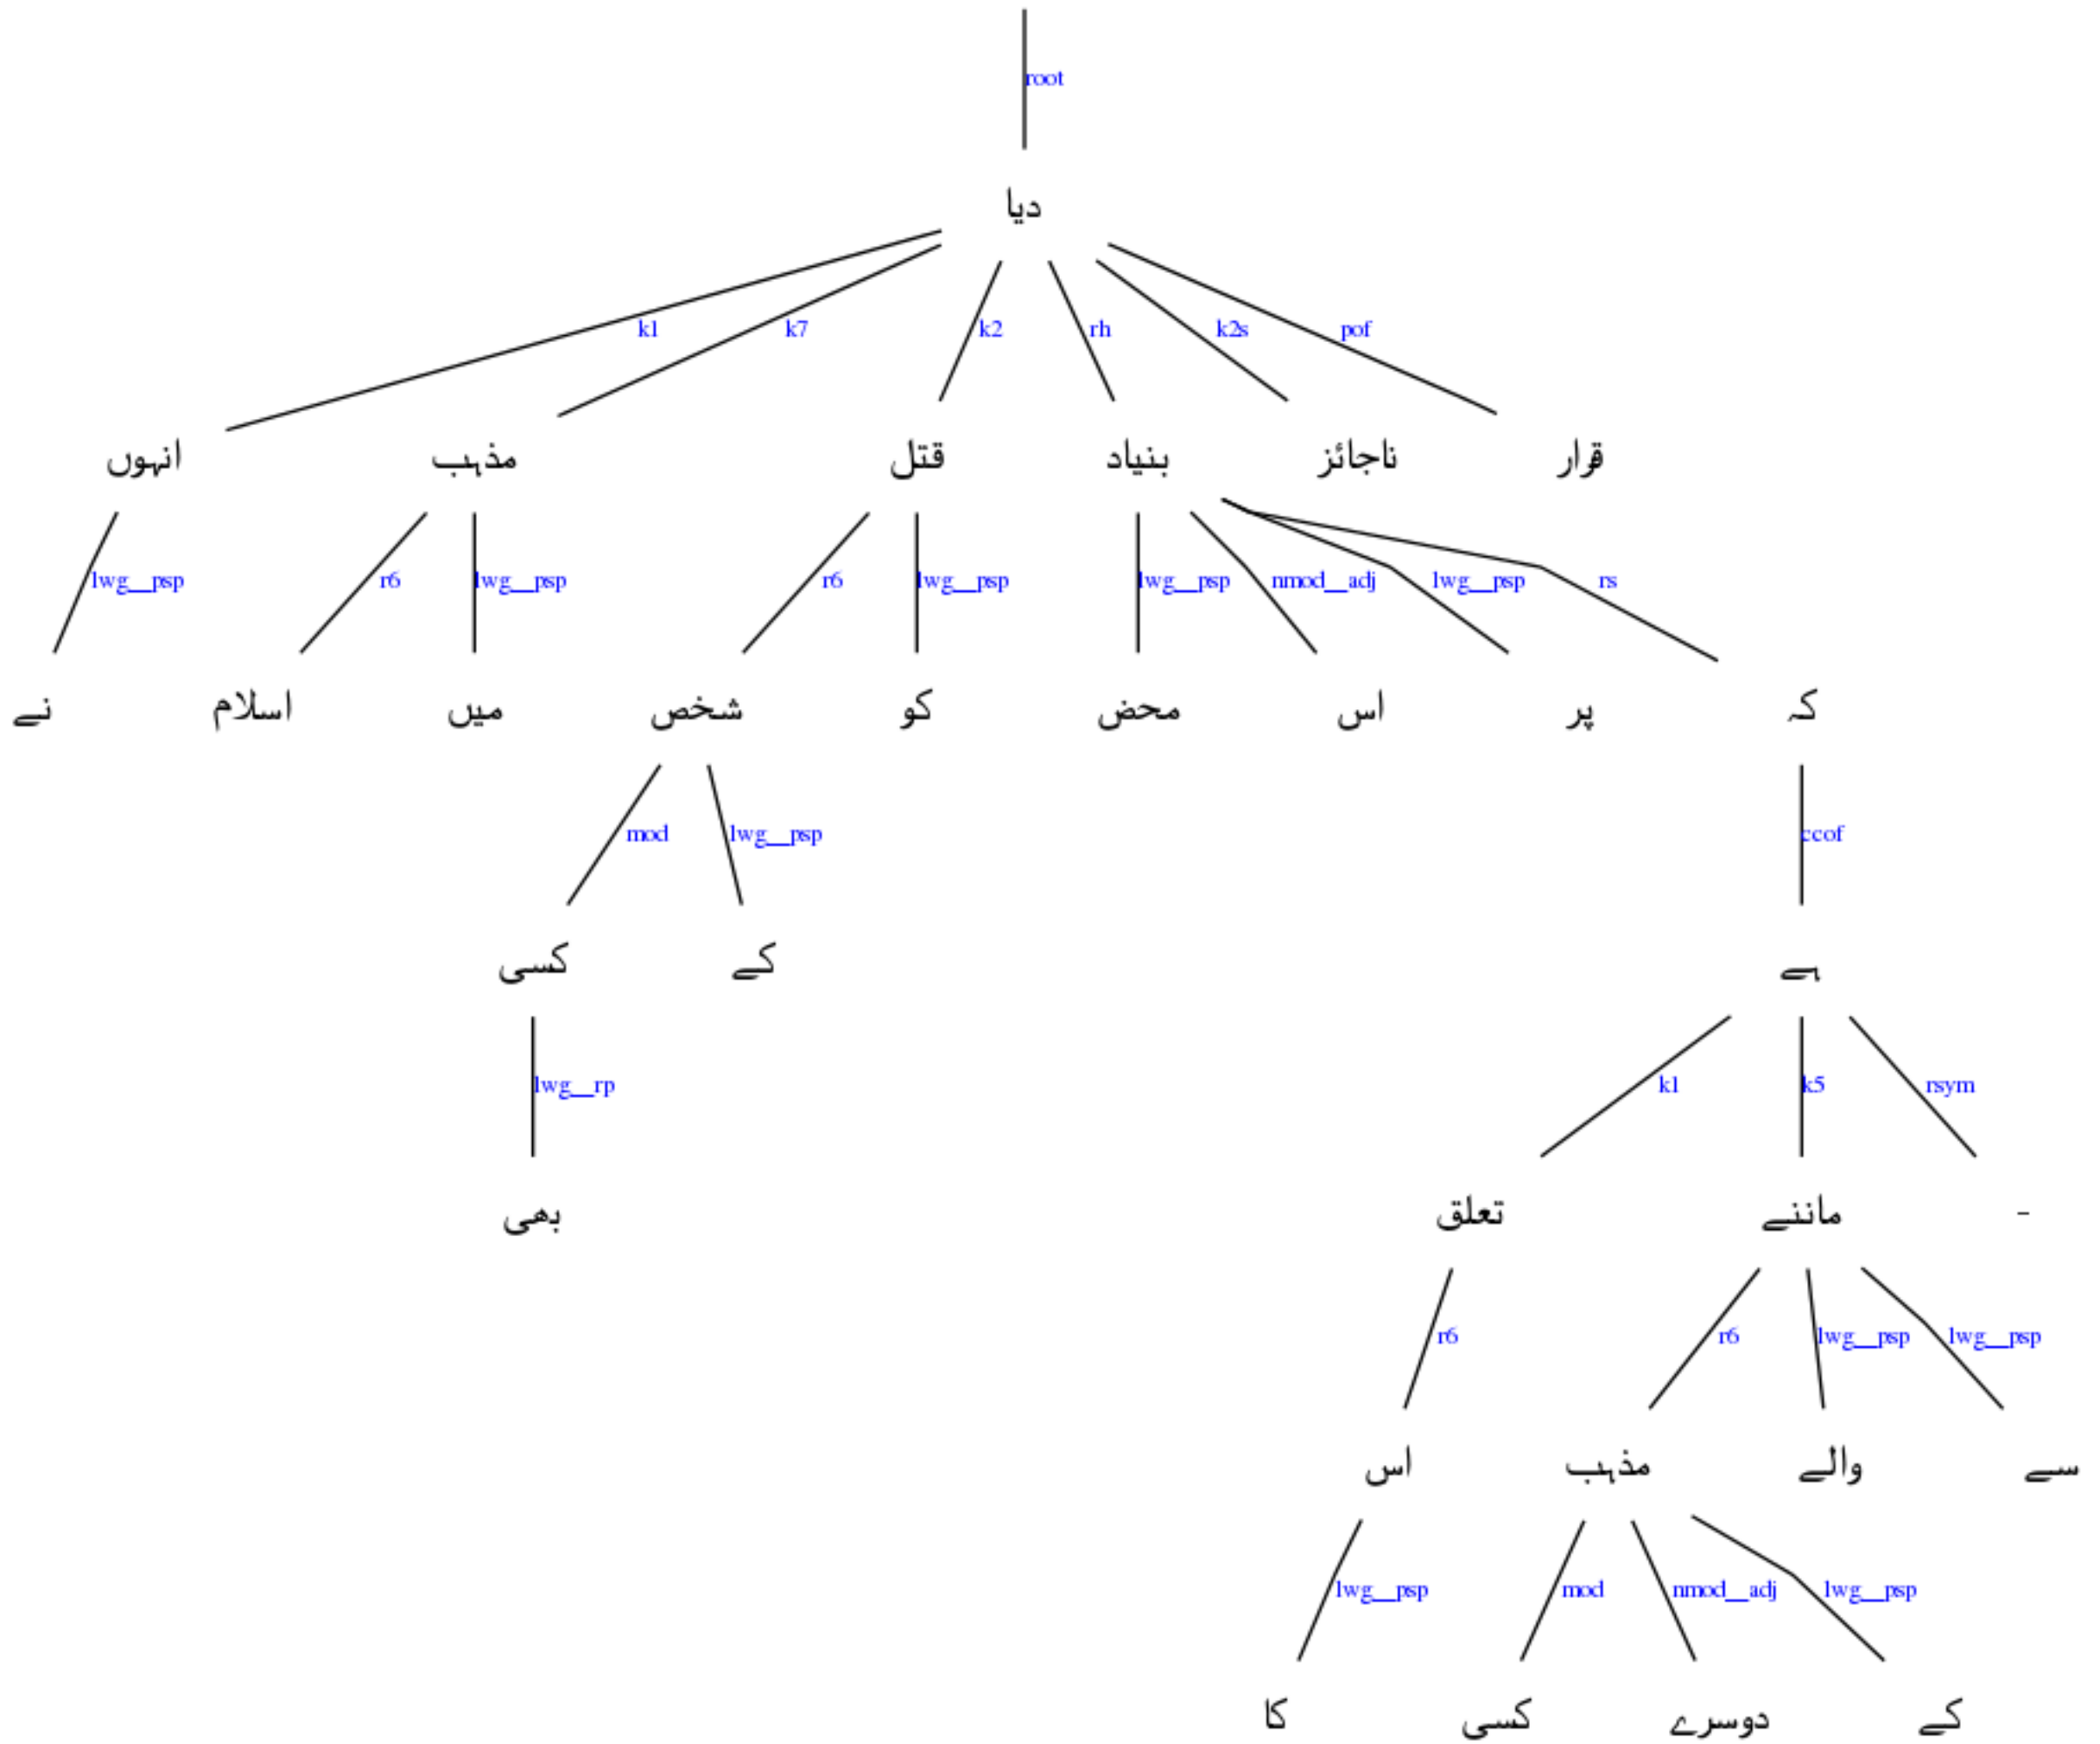 root
دیا
k1 k7 k2 rh k2s pof
انہوں مذہب قتل بنیاد ناجائز قرار
lwg__psp r6 lwg__psp r6 lwg__psp lwg__psp nmod__adj lwg__psp rs
نے اسلام میں شخص کو محض اس پر کہ
mod lwg__psp ccof
کسی کے ہے
lwg__rp k1 k5 rsym
بھی تعلق ماننے -
r6 r6 lwg__psp lwg__psp
اس مذہب والے سے
lwg__psp mod nmod__adj lwg__psp
کا کسی دوسرے کے